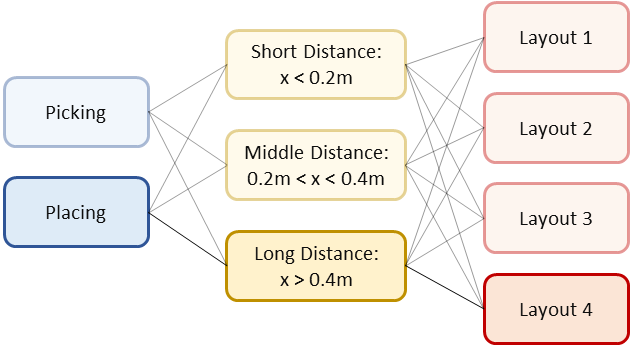 Picking
Placing
Short Distance:
x < 0.2m
Middle Distance:
0.2m < x < 0.4m
Long Distance:
x > 0.4m
Layout 1
Layout 2
Layout 3
Layout 4